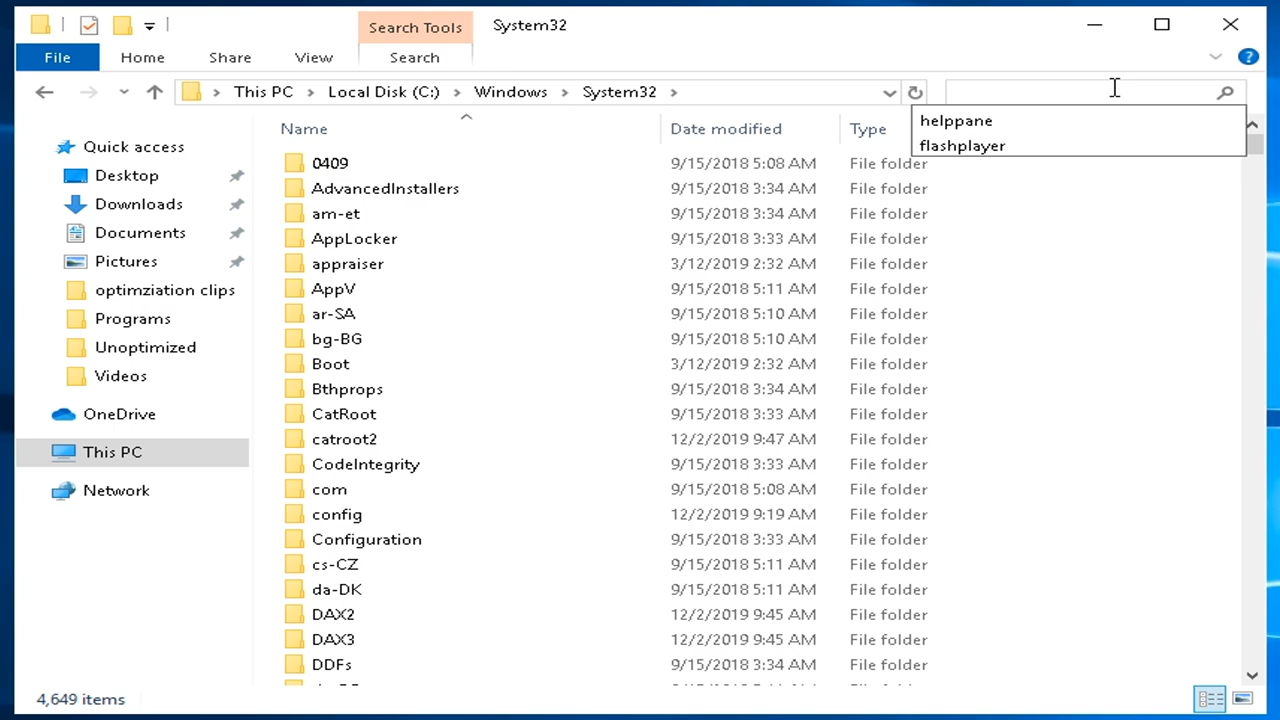 Search Tools System32
File Home Share View Search
This PC Local Disk (C:) Windows System32
helppane
flashplayer
Quick access
Desktop
Downloads
Documents
Pictures
optimziation clips
Programs
Unoptimized
Videos
OneDrive
This PC
Network
Name Date modified Type
0409 9/15/2018 5:08 AM File folder
AdvancedInstallers 9/15/2018 3:34 AM File folder
am-et 9/15/2018 3:34 AM File folder
AppLocker 9/15/2018 3:33 AM File folder
appraiser 3/12/2019 2:32 AM File folder
AppV 9/15/2018 5:11 AM File folder
ar-SA 9/15/2018 5:10 AM File folder
bg-BG 9/15/2018 5:10 AM File folder
Boot 3/12/2019 2:32 AM File folder
Bthprops 9/15/2018 3:34 AM File folder
CatRoot 9/15/2018 3:33 AM File folder
catroot2 12/2/2019 9:47 AM File folder
CodeIntegrity 9/15/2018 3:33 AM File folder
com 9/15/2018 5:08 AM File folder
config 12/2/2019 9:19 AM File folder
Configuration 9/15/2018 3:33 AM File folder
cs-CZ 9/15/2018 5:11 AM File folder
da-DK 9/15/2018 5:11 AM File folder
DAX2 12/2/2019 9:45 AM File folder
DAX3 12/2/2019 9:45 AM File folder
DDFs 9/15/2018 3:34 AM File folder
4,649 items